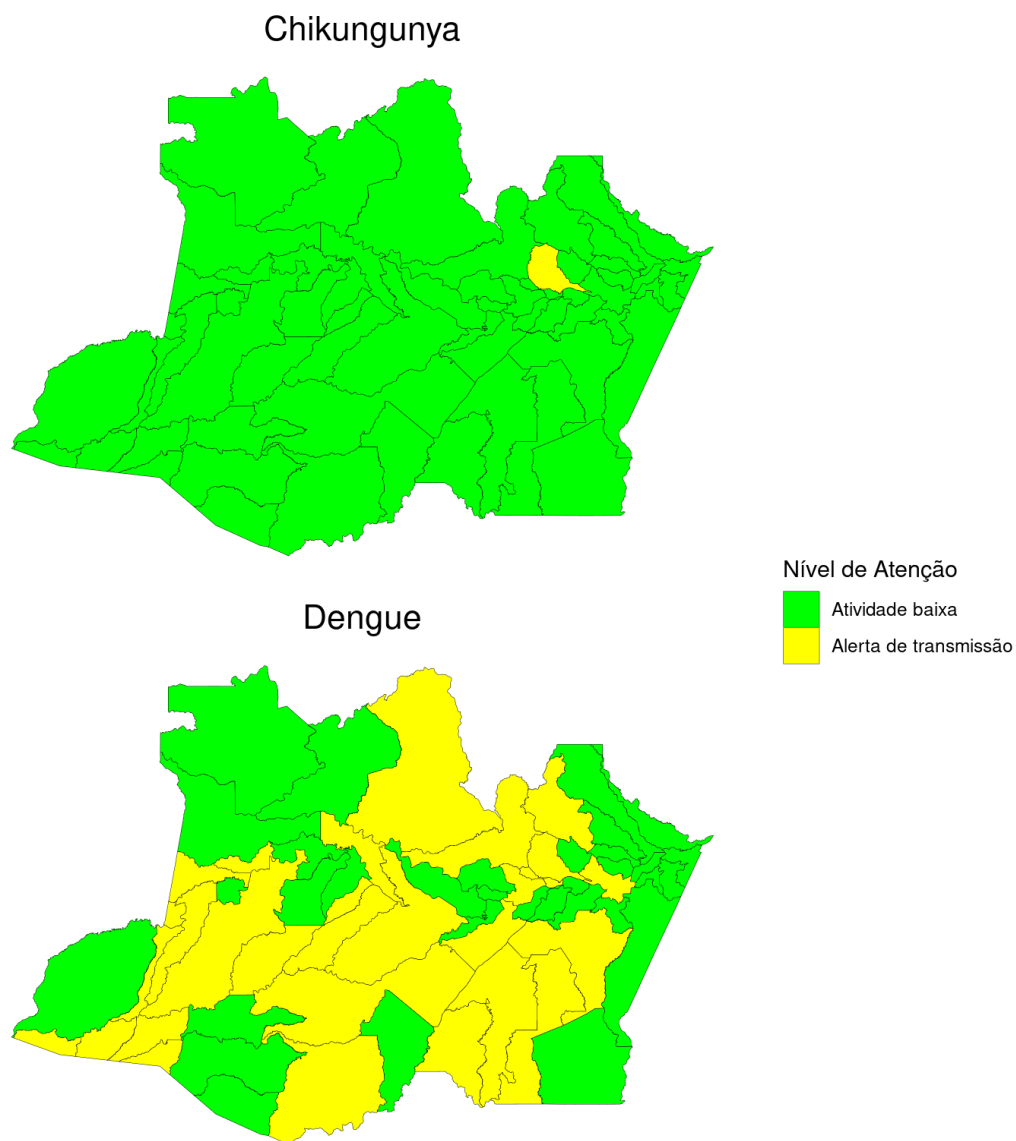 Chikungunya
Dengue
Nível de Atenção
Atividade baixa
Alerta de transmissão